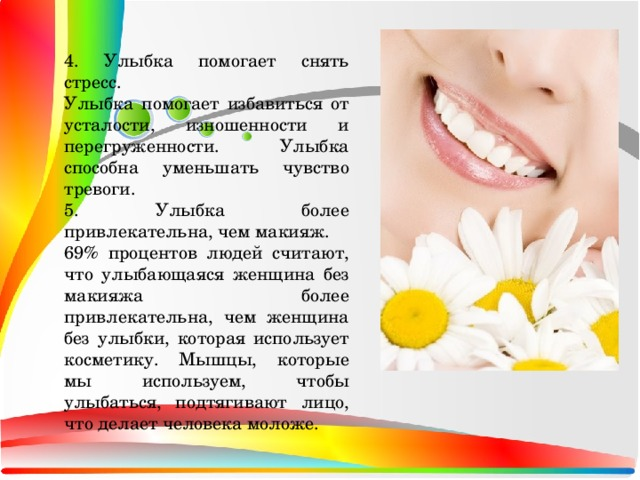 4. Улыбка помогает снять
стресс.
Улыбка помогает избавиться от
усталости, изношенности и
перегруженности. Улыбка
способна уменьшать чувство
тревоги.
5. Улыбка более
привлекательна, чем макияж.
69% процентов людей считают,
что улыбающаяся женщина без
макияжа более
привлекательна, чем женщина
без улыбки, которая использует
косметику. Мышцы, которые
мы используем, чтобы
улыбаться, подтягивают лицо,
что делает человека моложе.